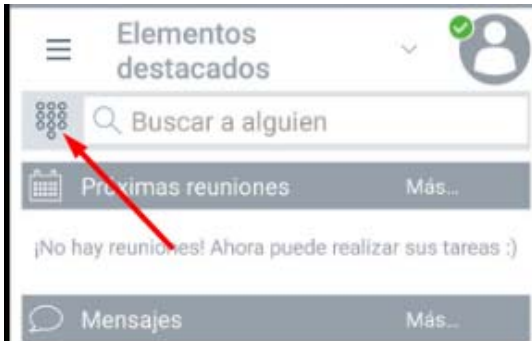 Elementos
destacados
Buscar a alguien
Próximas reuniones Más...
¡No hay reuniones! Ahora puede realizar sus tareas :)
Mensajes Más...